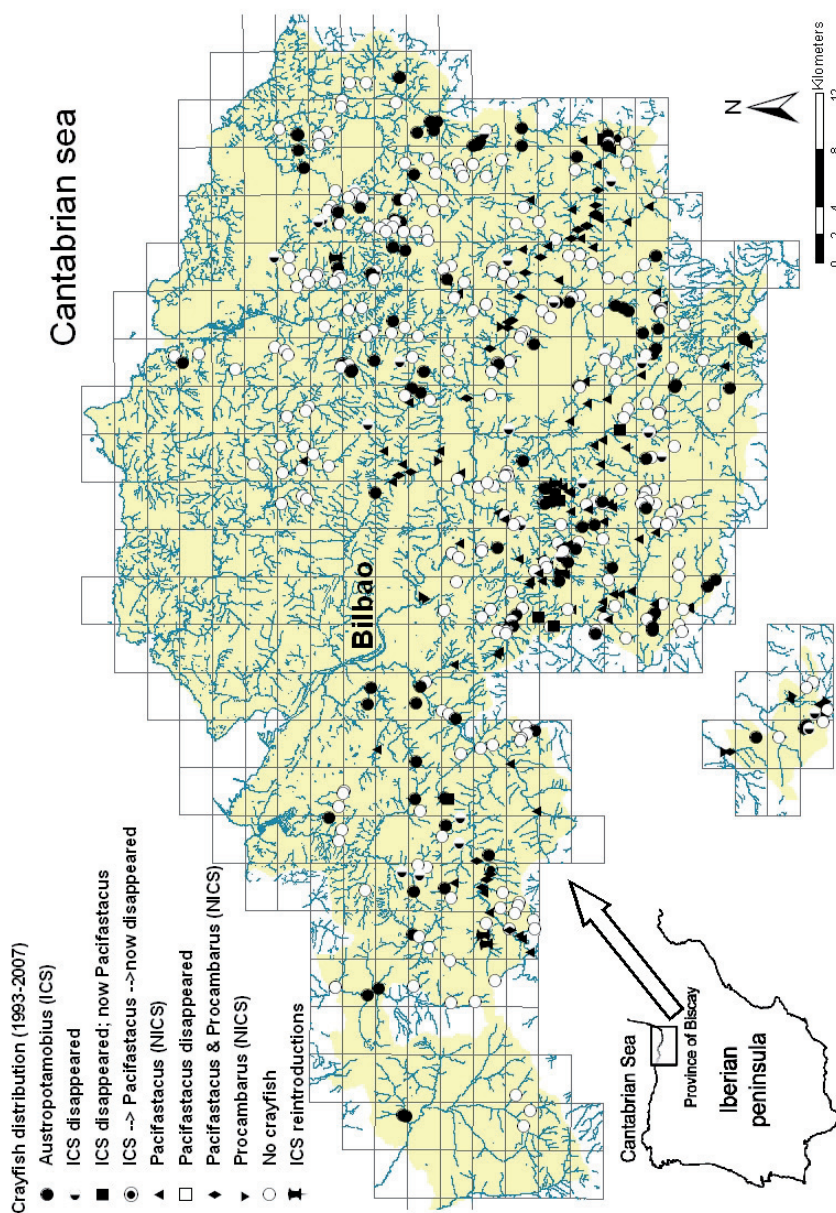 Crayfish distribution (1993-2007)
Austropotamobius (ICS)
ICS disappeared
ICS disappeared; now Pacifastacus
ICS --> Pacifastacus -->now disappeared
Pacifastacus (NICS)
Pacifastacus disappeared
Pacifastacus & Procambarus (NICS)
Procambarus (NICS)
No crayfish
ICS reintroductions
Cantabrian sea
Bilbao
N
Kilometers
0 2 4 8 12
Cantabrian Sea
Province of Biscay
Iberian
peninsula